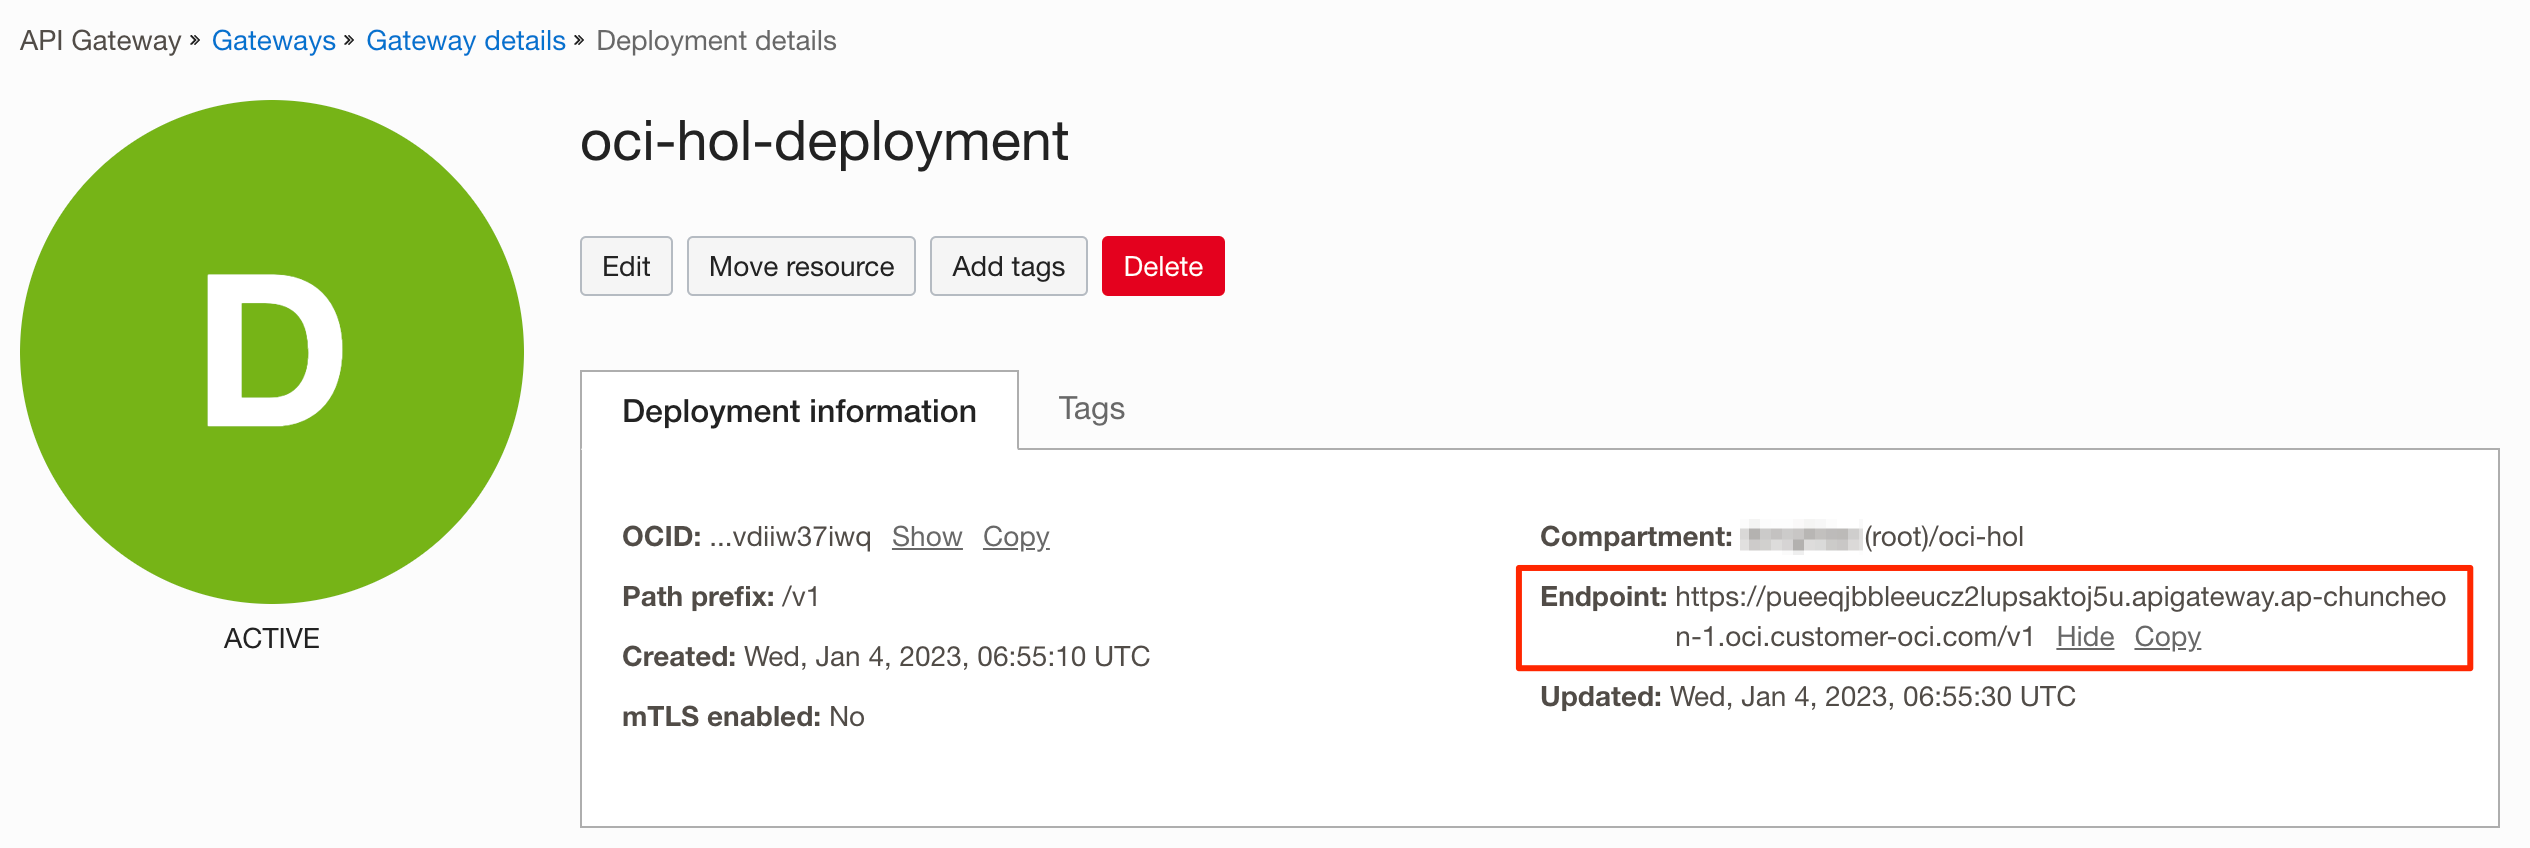 API Gateway » Gateways » Gateway details » Deployment details
D
ACTIVE
oci-hol-deployment
Edit Move resource Add tags Delete
Deployment information Tags
OCID: ...vdiiw37iwq Show Copy
Path prefix: /v1
Created: Wed, Jan 4, 2023, 06:55:10 UTC
mTLS enabled: No
Compartment: (root)/oci-hol
Endpoint: https://pueeqjbbleeucz2lupsaktoj5u.apigateway.ap-chuncheo
n-1.oci.customer-oci.com/v1 Hide Copy
Updated: Wed, Jan 4, 2023, 06:55:30 UTC